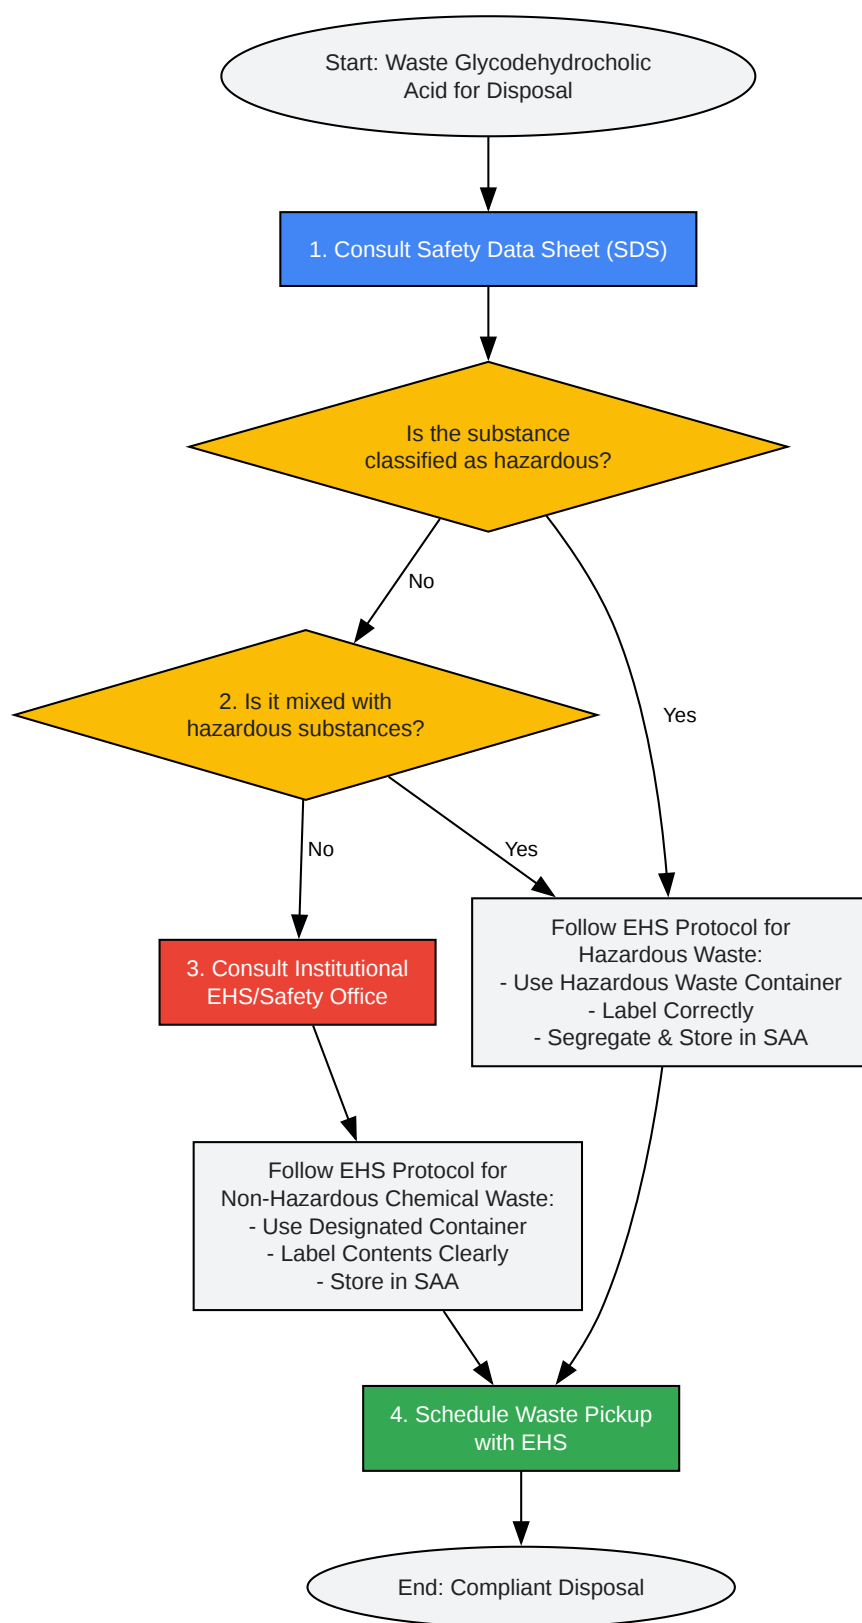 Start: Waste Glycodehydrocholic
Acid for Disposal
1. Consult Safety Data Sheet (SDS)
Is the substance
classified as hazardous?
No
Yes
2. Is it mixed with
hazardous substances?
No
Yes
Follow EHS Protocol for
Hazardous Waste:
- Use Hazardous Waste Container
- Label Correctly
- Segregate & Store in SAA
3. Consult Institutional
EHS/Safety Office
Follow EHS Protocol for
Non-Hazardous Chemical Waste:
- Use Designated Container
- Label Contents Clearly
- Store in SAA
4. Schedule Waste Pickup
with EHS
End: Compliant Disposal